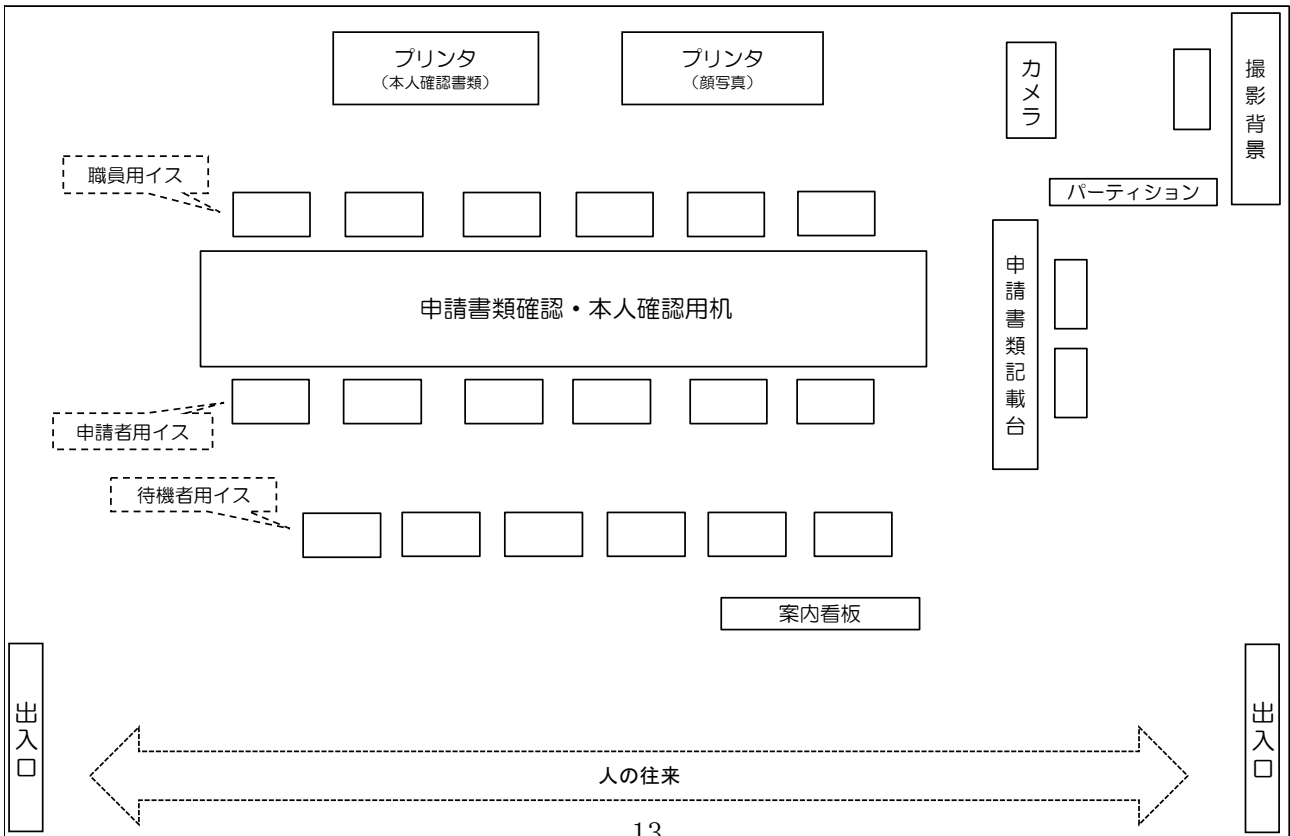 プリンタ
（本人確認書類）
プリンタ
（顔写真）
カメラ
撮影背景
職員用イス
パーティション
申請書類確認・本人確認用机
申請書類記載台
申請者用イス
待機者用イス
案内看板
出入口
出入口
人の往来
13